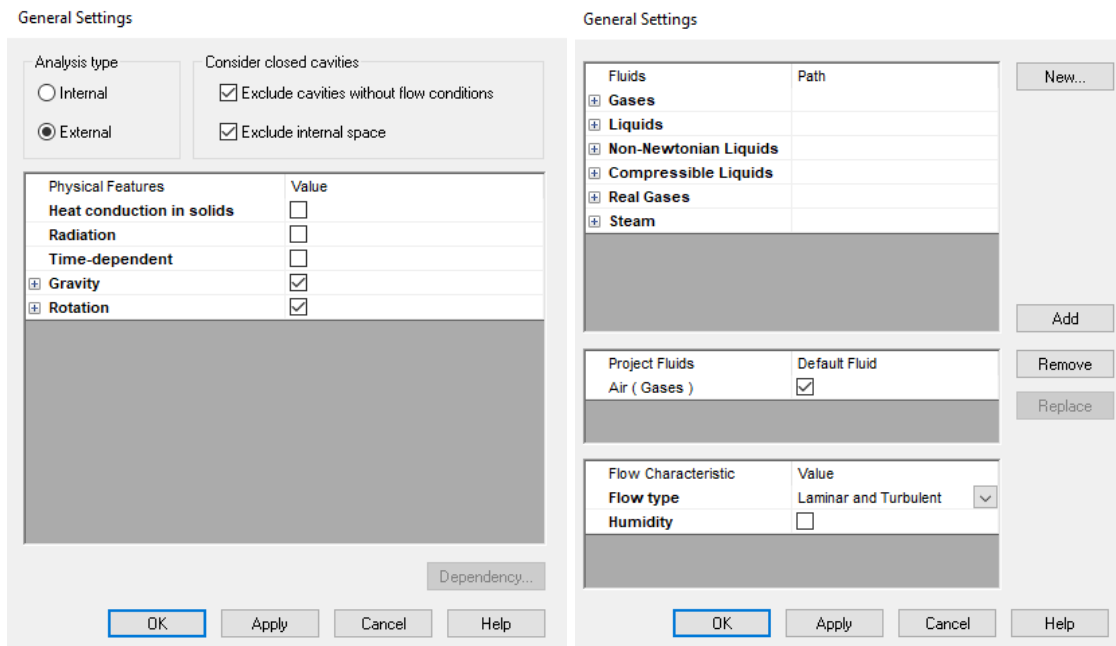 General Settings
Analysis type
Internal
External
Consider closed cavities
Exclude cavities without flow conditions
Exclude internal space
Physical Features Value
Heat conduction in solids
Radiation
Time-dependent
Gravity
Rotation
Dependency...
OK Apply Cancel Help
General Settings
Fluids Path
Gases
Liquids
Non-Newtonian Liquids
Compressible Liquids
Real Gases
Steam
New...
Add
Project Fluids Default Fluid
Air ( Gases )
Remove
Replace
Flow Characteristic Value
Flow type Laminar and Turbulent
Humidity
OK Apply Cancel Help